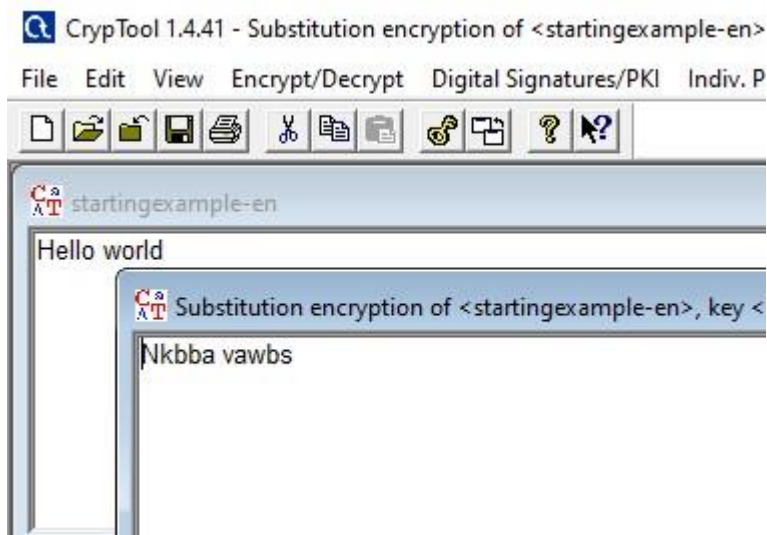 CrypTool 1.4.41 - Substitution encryption of <startingexample-en>
File Edit View Encrypt/Decrypt Digital Signatures/PKI Indiv. P
startingexample-en
Hello world
Substitution encryption of <startingexample-en>, key <
Nkbba vawbs